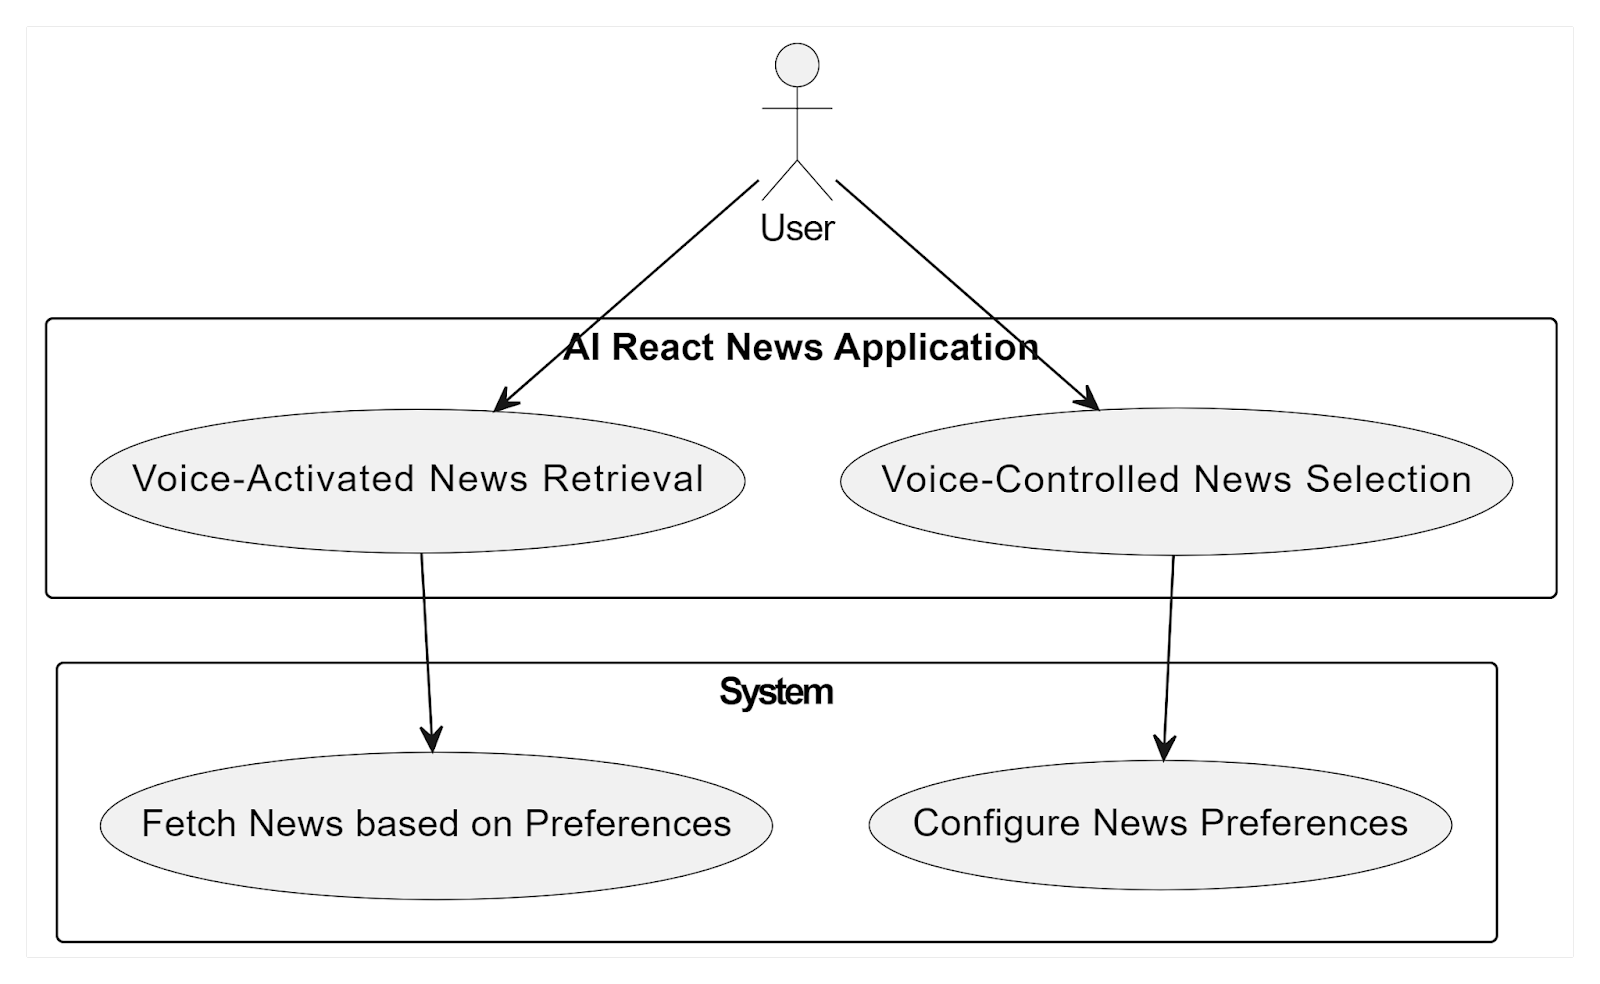 User
AI React News Application
Voice-Activated News Retrieval
Voice-Controlled News Selection
System
Fetch News based on Preferences
Configure News Preferences